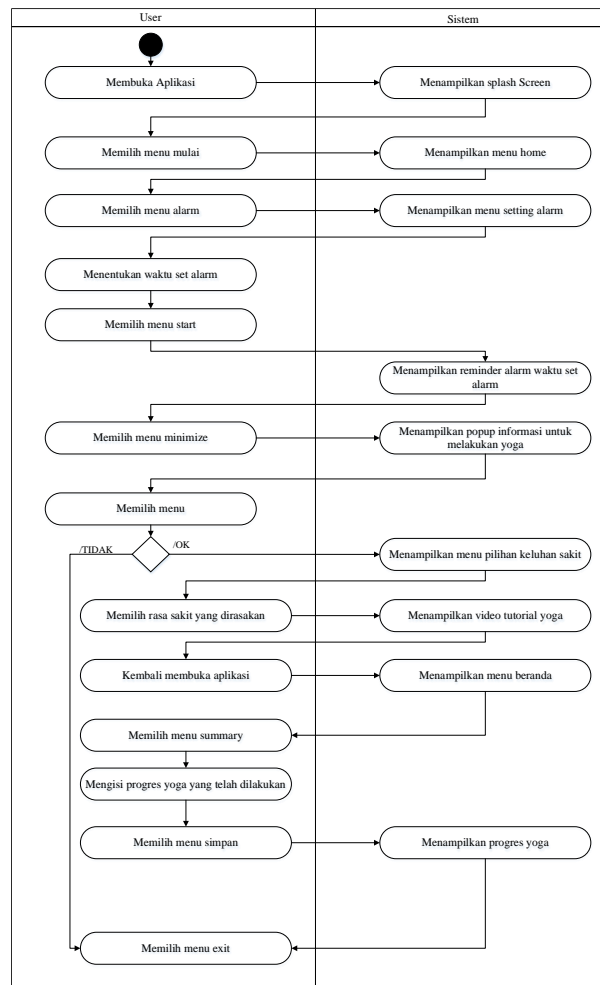 User
Sistem
Membuka Aplikasi
Menampilkan splash Screen
Memilih menu mulai
Menampilkan menu home
Memilih menu alarm
Menampilkan menu setting alarm
Menentukan waktu set alarm
Memilih menu start
Menampilkan reminder alarm waktu set
alarm
Memilih menu minimize
Menampilkan popup informasi untuk
melakukan yoga
Memilih menu
/TIDAK
/OK
Menampilkan menu pilihan keluhan sakit
Memilih rasa sakit yang dirasakan
Menampilkan video tutorial yoga
Kembali membuka aplikasi
Menampilkan menu beranda
Memilih menu summary
Mengisi progres yoga yang telah dilakukan
Memilih menu simpan
Menampilkan progres yoga
Memilih menu exit